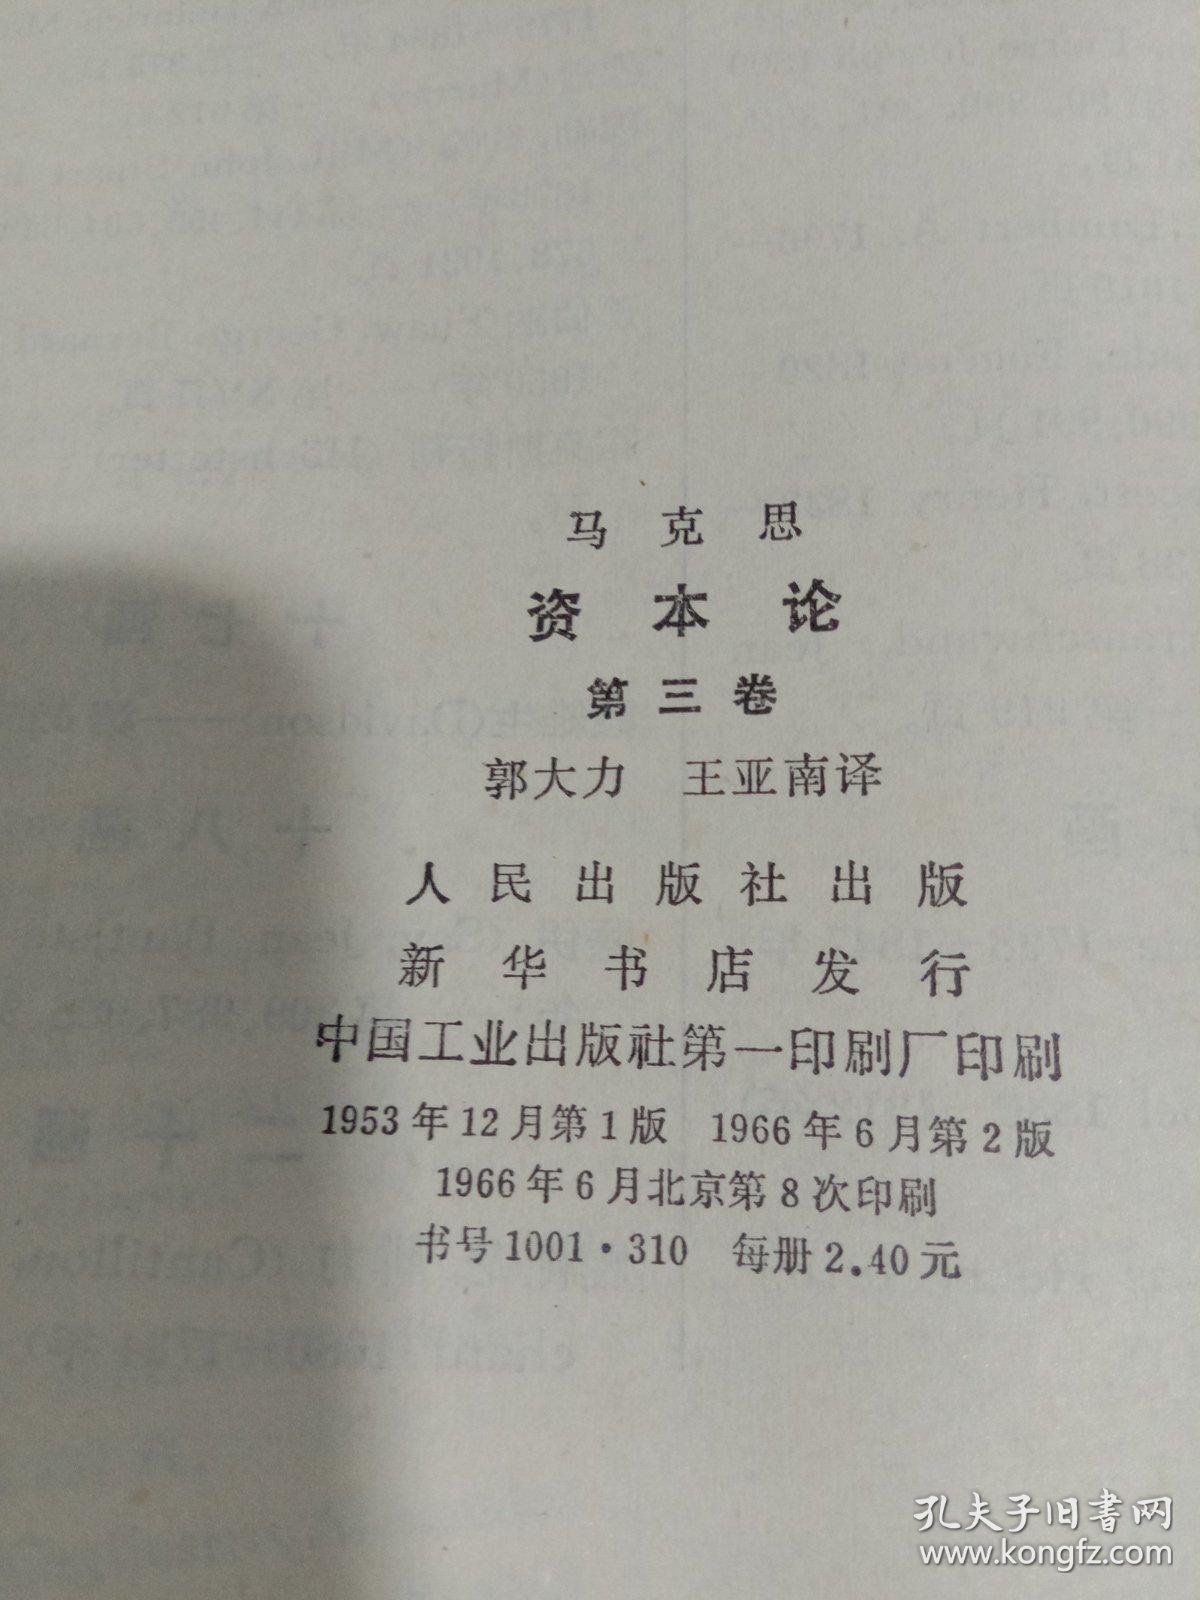 马克思
资本论
第三卷
郭大力 王亚南译
人民出版社出版
新华书店发行
中国工业出版社第一印刷厂印刷
1953年12月第1版 1966年6月第2版
1966年6月北京第8次印刷
书号1001·310 每册2.40元
孔夫子旧书网
www.kongfz.com